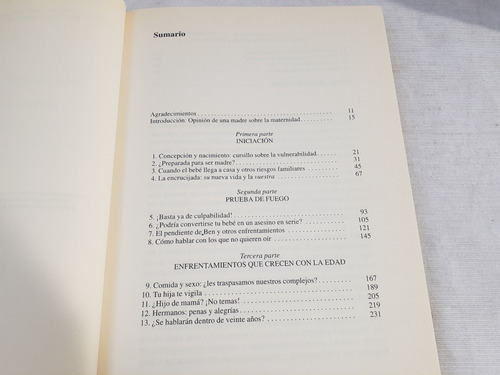 Sumario
Agradecimientos 11
Introducción: Opinión de una madre sobre la maternidad 15
Primera parte
INICIACIÓN
1. Concepción y nacimiento: cursillo sobre la vulnerabilidad 21
2. ¿Preparada para ser madre? 31
3. Cuando el bebé llega a casa y otros riesgos familiares 45
4. La encrucijada: su nueva vida y la vuestra 67
Segunda parte
PRUEBA DE FUEGO
5. ¡Basta ya de culpabilidad! 93
6. ¿Podría convertirse tu bebé en un asesino en serie? 105
7. El pendiente de Ben y otros enfrentamientos 121
8. Cómo hablar con los que no quieren oír 145
Tercera parte
ENFRENTAMIENTOS QUE CRECEN CON LA EDAD
9. Comida y sexo: ¿les traspasamos nuestros complejos? 167
10. Tu hija te vigila 189
11. ¿Hijo de mamá? ¡No temas! 205
12. Hermanos: penas y alegrías 219
13. ¿Se hablarán dentro de veinte años? 231